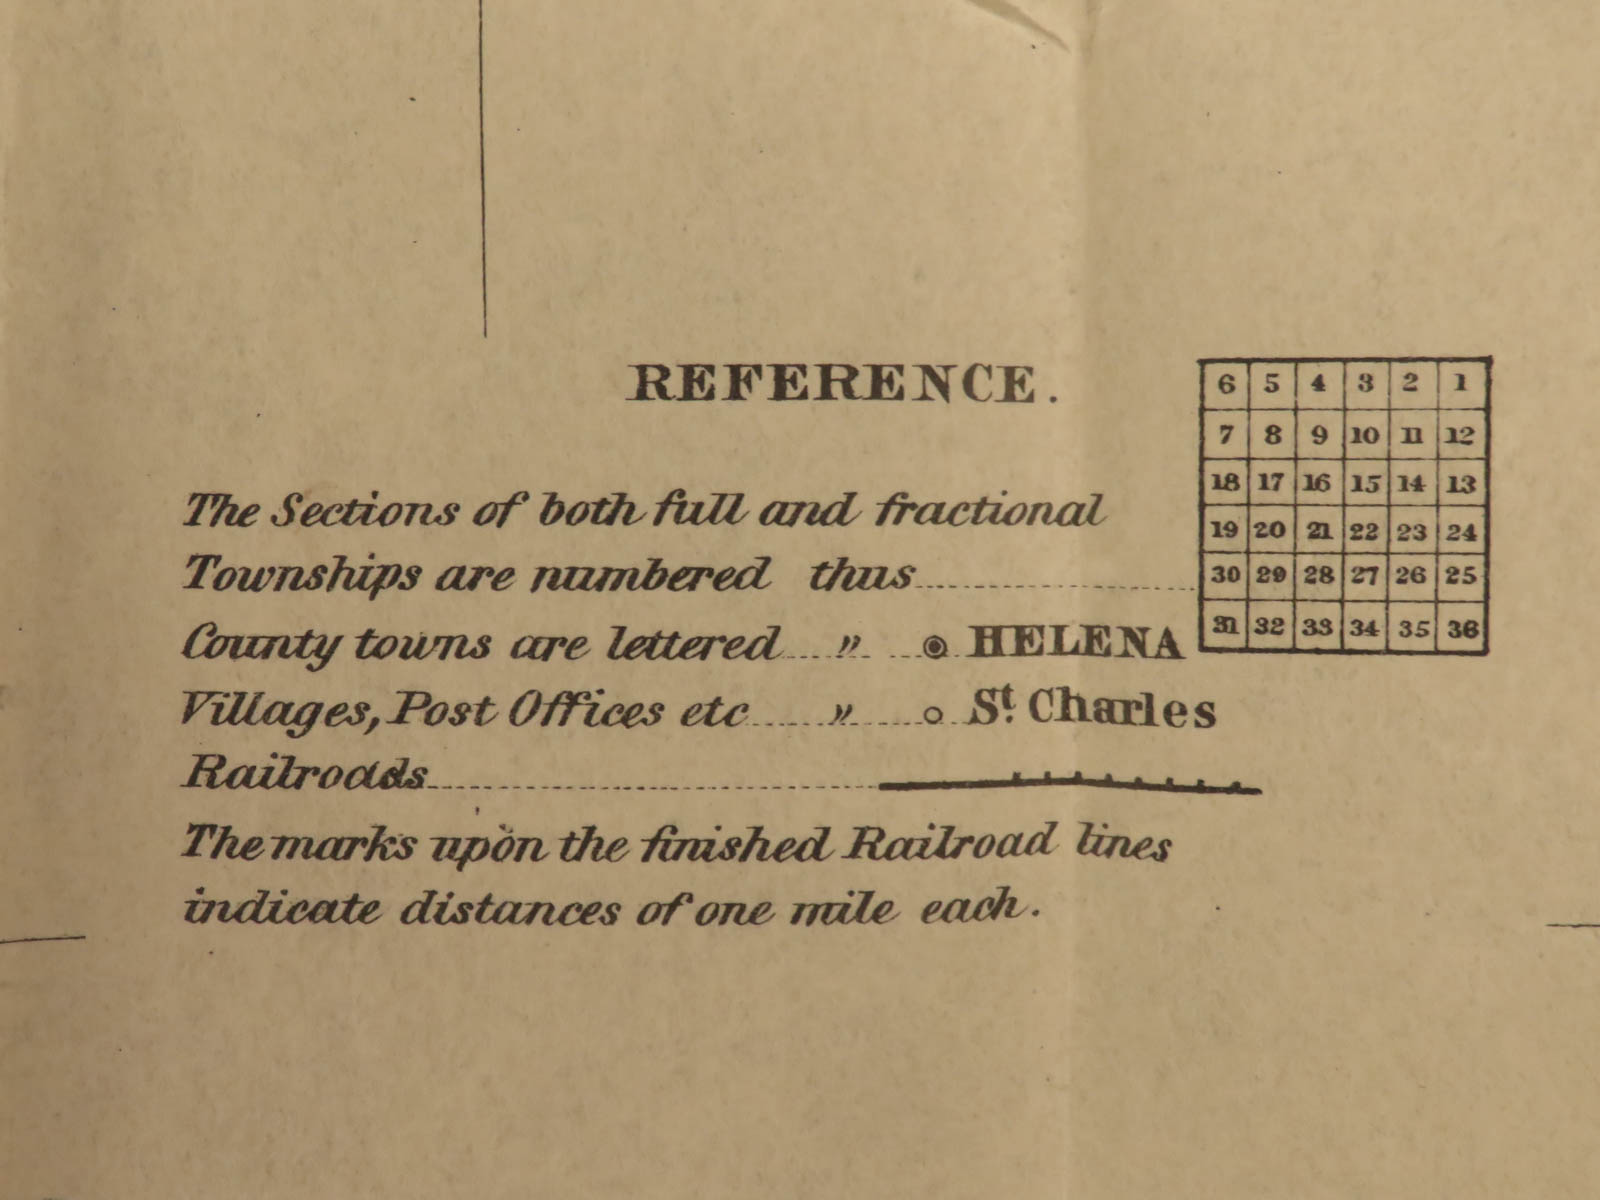 REFERENCE.
6 5 4 3 2 1
7 8 9 10 11 12
18 17 16 15 14 13
19 20 21 22 23 24
30 29 28 27 26 25
31 32 33 34 35 36
The Sections of both full and fractional
Townships are numbered thus
County towns are lettered " HELENA
Villages, Post Offices etc " St. Charles
Railroads
The marks upon the finished Railroad lines
indicate distances of one mile each.